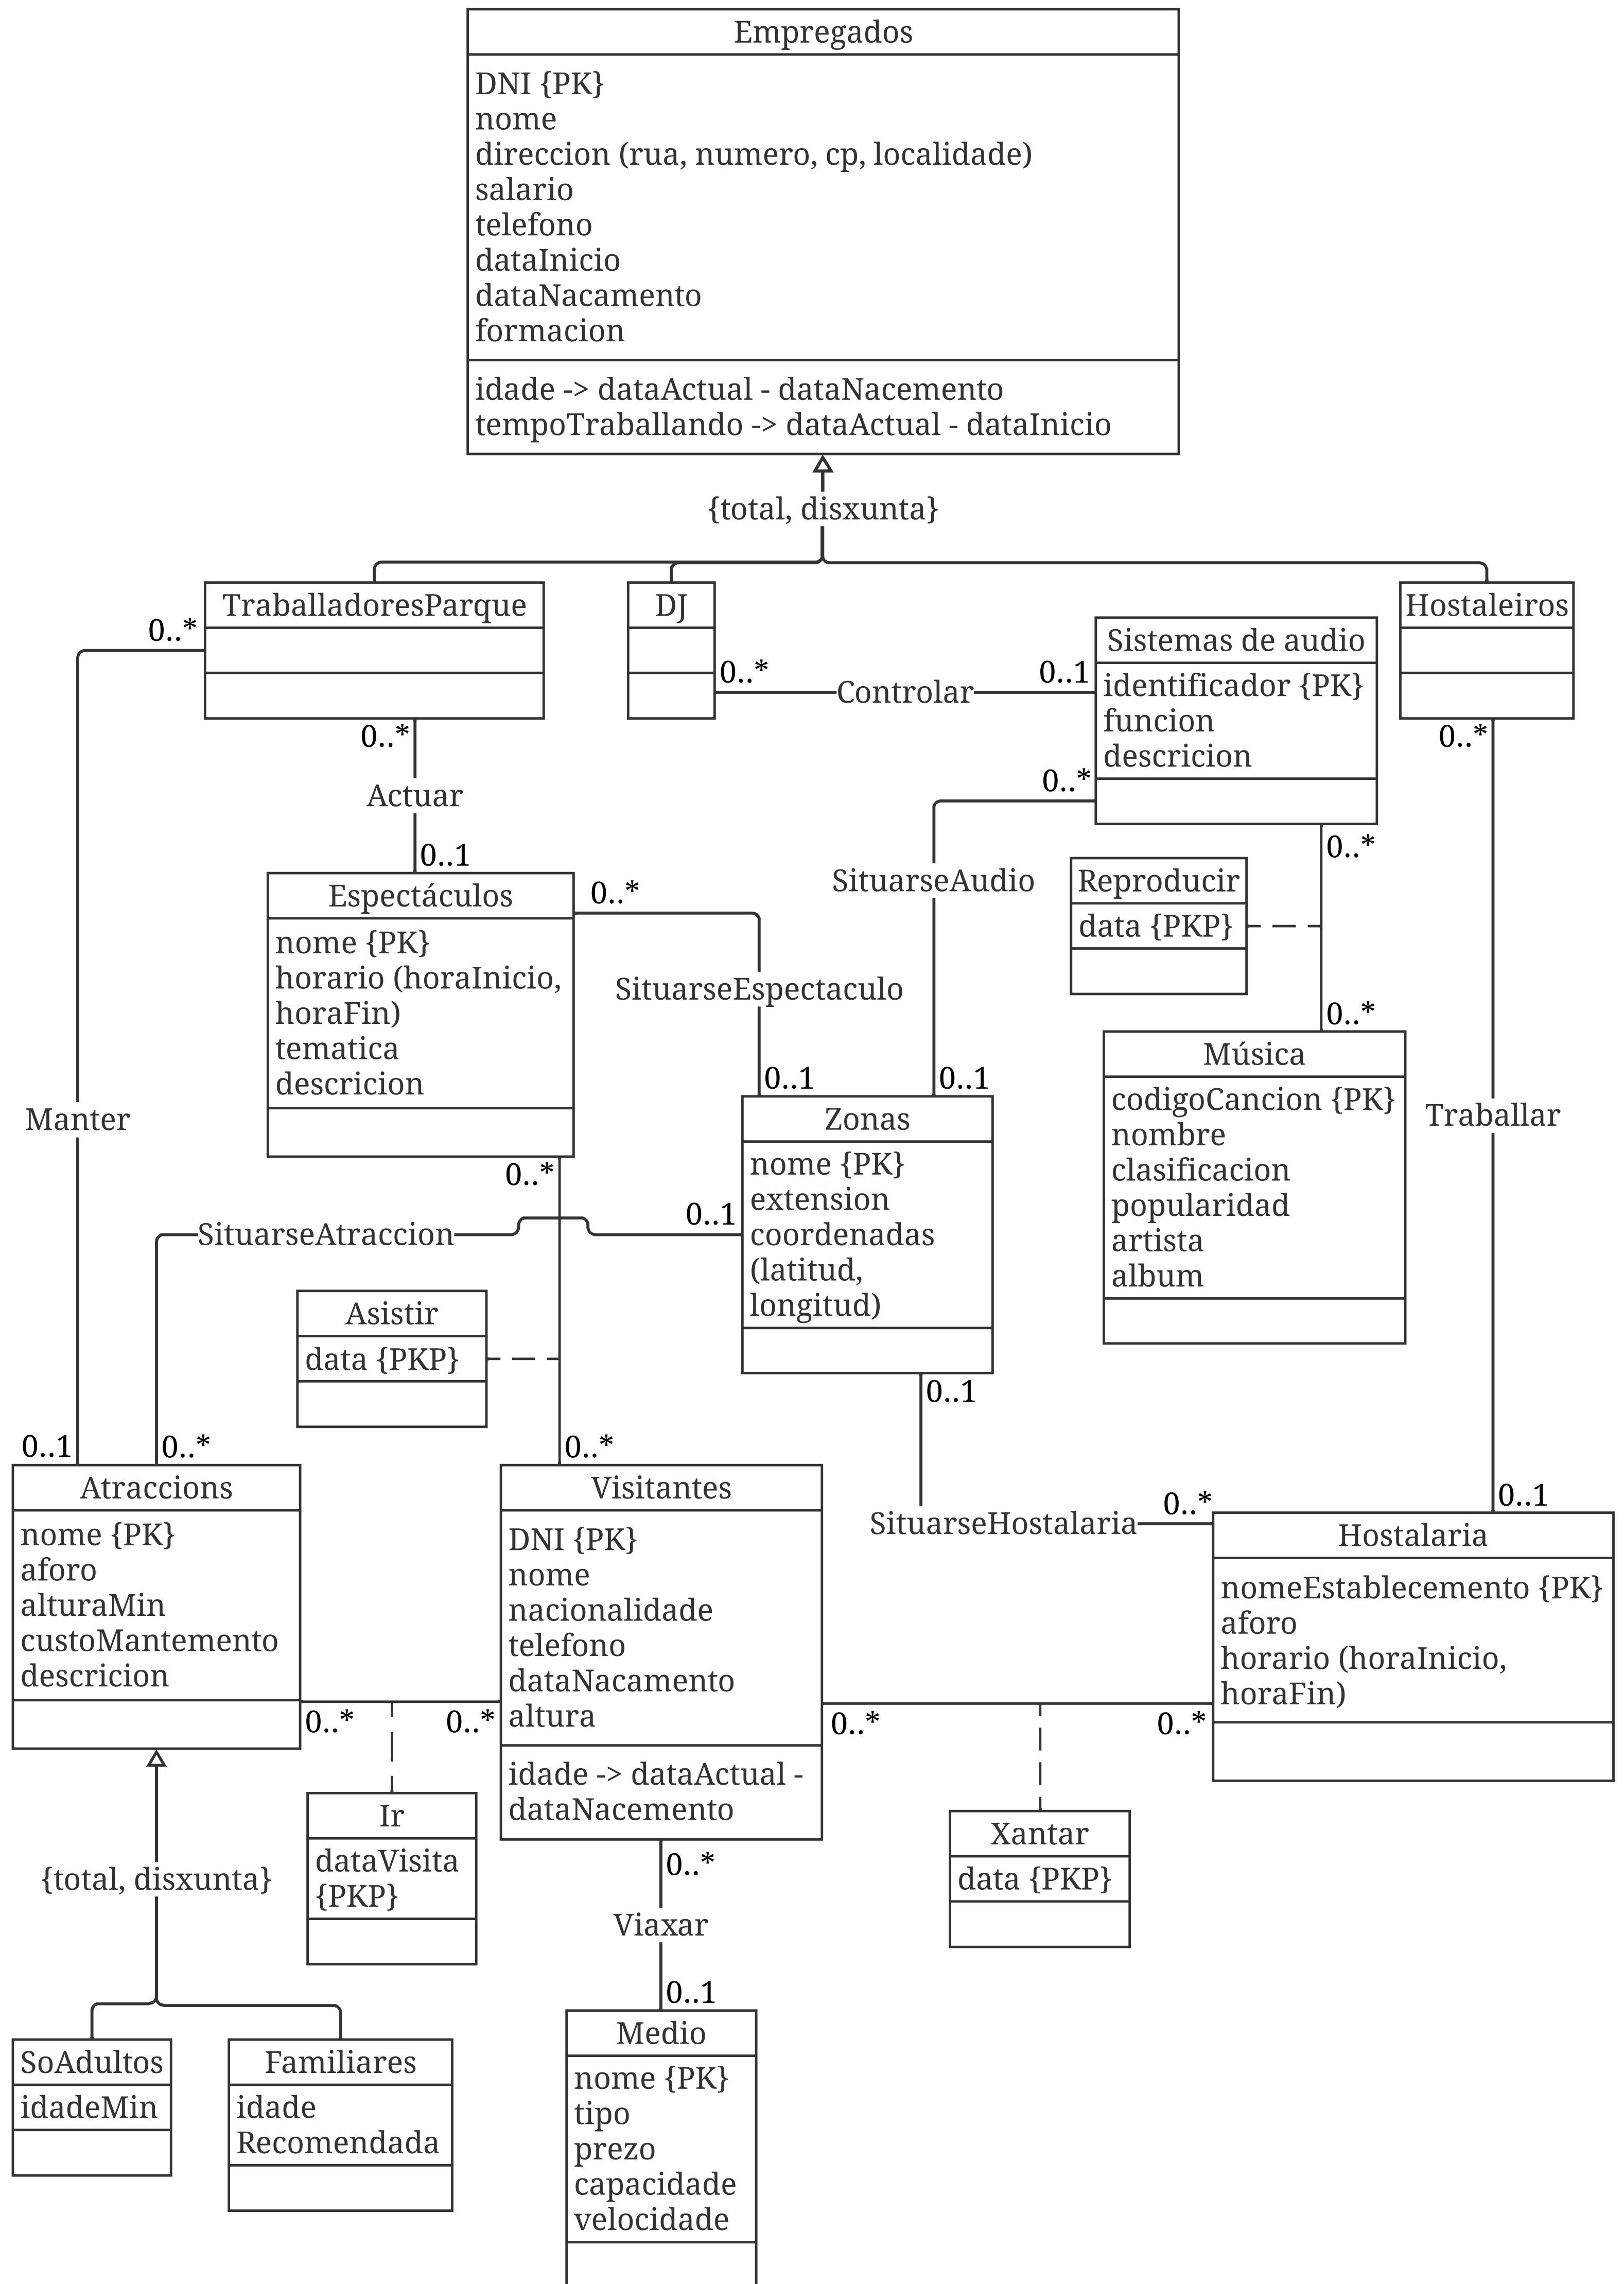 Empregados
DNI {PK}
nome
direccion (rua, numero, cp, localidade)
salario
telefono
dataInicio
dataNacamento
formacion
idade -> dataActual - dataNacemento
tempoTraballando -> dataActual - dataInicio
{total, disxunta}
TraballadoresParque
DJ
Hostaleiros
Sistemas de audio
identificador {PK}
funcion
descricion
0..*
0..*
Controlar
0..1
0..*
0..*
Actuar
0..1
0..*
SituarseAudio
0..*
Reproducir
data {PKP}
Espectáculos
nome {PK}
horario (horaInicio,
horaFin)
tematica
descricion
0..*
SituarseEspectaculo
0..1
0..1
0..*
Música
codigoCancion {PK}
nombre
clasificacion
popularidad
artista
album
Manter
Traballar
Zonas
nome {PK}
extension
coordenadas
(latitud,
longitud)
0..*
SituarseAtraccion
0..1
Asistir
data {PKP}
0..1
0..1
0..*
0..*
SituarseHostalaria
0..*
0..1
Atraccions
nome {PK}
aforo
alturaMin
custoMantemento
descricion
Visitantes
DNI {PK}
nome
nacionalidade
telefono
dataNacamento
altura
idade -> dataActual -
dataNacemento
Hostalaria
nomeEstablecemento {PK}
aforo
horario (horaInicio,
horaFin)
0..*
0..*
0..*
0..*
Ir
dataVisita
{PKP}
Xantar
data {PKP}
{total, disxunta}
0..*
Viaxar
0..1
SoAdultos
idadeMin
Familiares
idade
Recomendada
Medio
nome {PK}
tipo
prezo
capacidade
velocidade